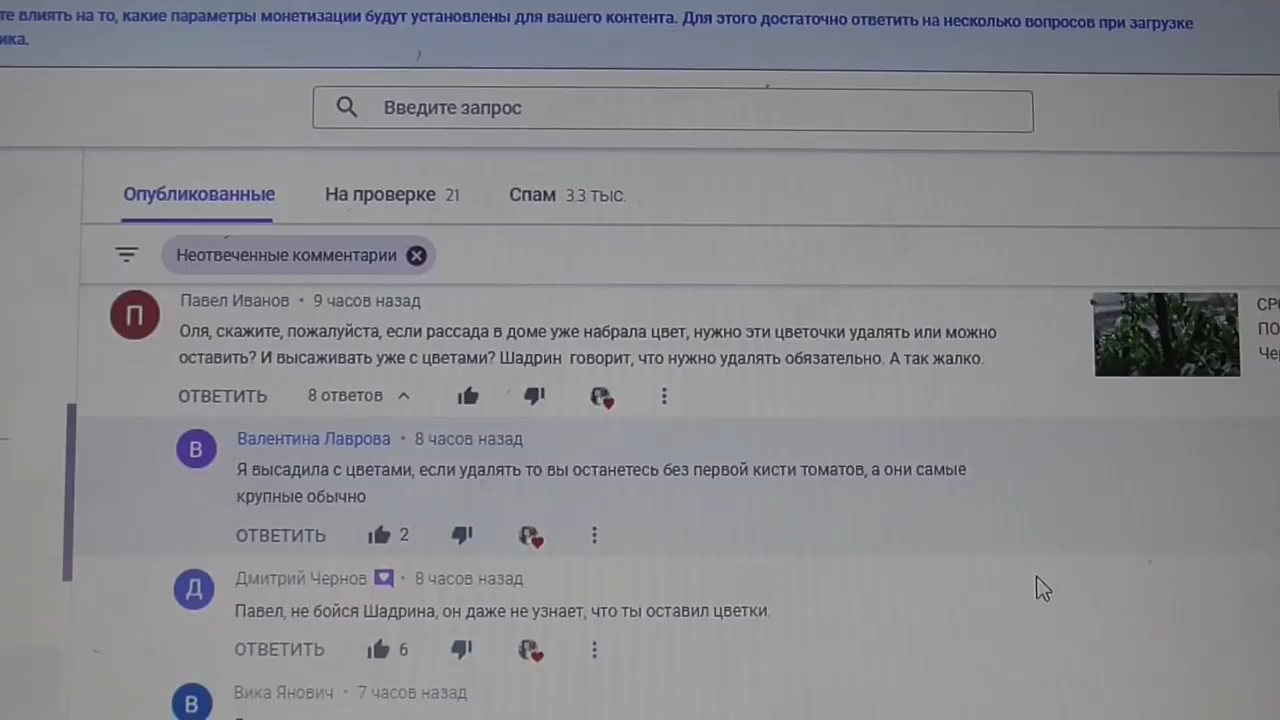 те влиять на то, какие параметры монетизации будут установлены для вашего контента. Для этого достаточно ответить на несколько вопросов при загрузке
ика.
Введите запрос
Опубликованные На проверке 21 Спам 3,3 тыс.
Неотвеченные комментарии
П
Павел Иванов • 9 часов назад
Оля, скажите, пожалуйста, если рассада в доме уже набрала цвет, нужно эти цветочки удалять или можно
оставить? И высаживать уже с цветами? Шадрин говорит, что нужно удалять обязательно. А так жалко.
СРО
ПО
Чер
ОТВЕТИТЬ 8 ответов
В
Валентина Лаврова • 8 часов назад
Я высадила с цветами, если удалять то вы останетесь без первой кисти томатов, а они самые
крупные обычно
ОТВЕТИТЬ 2
Д
Дмитрий Чернов • 8 часов назад
Павел, не бойся Шадрина, он даже не узнает, что ты оставил цветки.
ОТВЕТИТЬ 6
В
Вика Янович • 7 часов назад